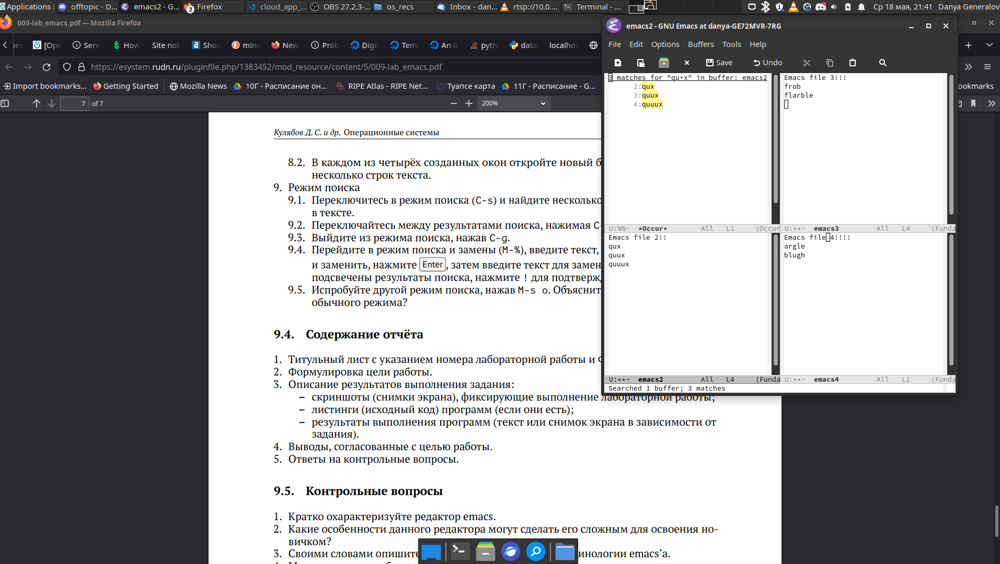 Applications
offtopic - D...
emacs2 - G...
2
Firefox
cloud_app_...
OBS 27.2.3-...
os_recs
Inbox - dan...
rtsp://10.0....
Terminal - ...
Ср 18 мая, 21:41
Danya Generalov
009-lab_emacs.pdf — Mozilla Firefox
[Ope
Serv
How
Site not
Shod
mine
New
Prob
Digit
Temp
An In
pyth
data
localhos
https://esystem.rudn.ru/pluginfile.php/1383452/mod_resource/content/5/009-lab_emacs.pdf
Import bookmarks...
Getting Started
Mozilla News
10Г - Расписание он...
RIPE Atlas - RIPE Net...
Туапсе карта
11Г - Расписание - G...
ookmarks
7
of 7
200%
Кулябов Д. С. и др. Операционные системы
8.2. В каждом из четырёх созданных окон откройте новый б
несколько строк текста.
9. Режим поиска
9.1. Переключитесь в режим поиска (C-s) и найдите несколько
в тексте.
9.2. Переключайтесь между результатами поиска, нажимая C-
9.3. Выйдите из режима поиска, нажав C-g.
9.4. Перейдите в режим поиска и замены (M-%), введите текст,
и заменить, нажмите Enter, затем введите текст для замен
подсвечены результаты поиска, нажмите ! для подтверж
9.5. Испробуйте другой режим поиска, нажав M-s o. Объяснит
обычного режима?
9.4. Содержание отчёта
1. Титульный лист с указанием номера лабораторной работы и Ф
2. Формулировка цели работы.
3. Описание результатов выполнения задания:
– скриншоты (снимки экрана), фиксирующие выполнение лабораторной работы;
– листинги (исходный код) программ (если они есть);
– результаты выполнения программ (текст или снимок экрана в зависимости от
задания).
4. Выводы, согласованные с целью работы.
5. Ответы на контрольные вопросы.
9.5. Контрольные вопросы
1. Кратко охарактеризуйте редактор emacs.
2. Какие особенности данного редактора могут сделать его сложным для освоения но-
вичком?
3. Своими словами опишите
инологии emacs’а.
emacs2 - GNU Emacs at danya-GE72MVR-7RG
File Edit Options Buffers Tools Help
Save
Undo
3 matches for "qu+x" in buffer: emacs2
2:qux
3:quux
4:quuux
U:%%- *Occur* All L1 (Occur
Emacs file 3!!!
frob
flarble
U:**- emacs3 All L4 (Funda
Emacs file 2!!
qux
quux
quuux
U:**- emacs2 All L4 (Funda
Emacs file 4!!!!
argle
blugh
U:**- emacs4 All L1 (Funda
Searched 1 buffer; 3 matches